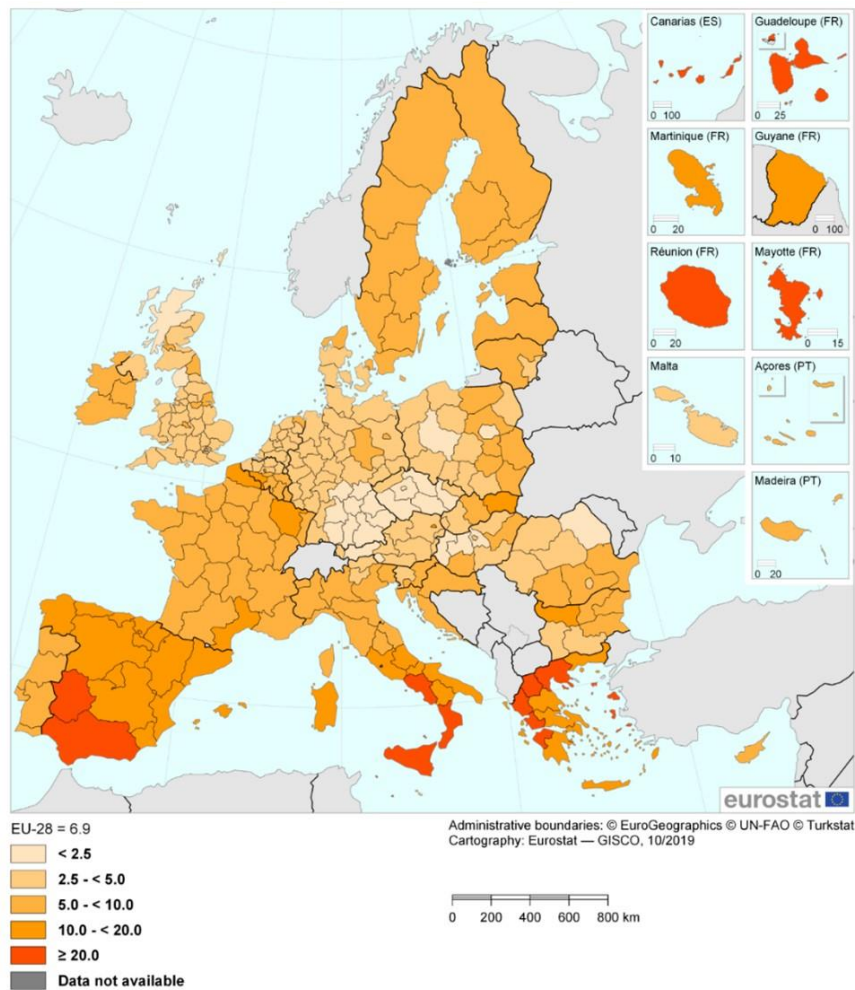 Canarias (ES)
0 100
Guadeloupe (FR)
0 25
Martinique (FR)
0 20
Guyane (FR)
0 100
Réunion (FR)
0 20
Mayotte (FR)
0 15
Malta
0 10
Açores (PT)
Madeira (PT)
0 20
eurostat
EU-28 = 6.9
Administrative boundaries: © EuroGeographics © UN-FAO © Turkstat
Cartography: Eurostat — GISCO, 10/2019
< 2.5
2.5 - < 5.0
5.0 - < 10.0
10.0 - < 20.0
≥ 20.0
Data not available
0 200 400 600 800 km